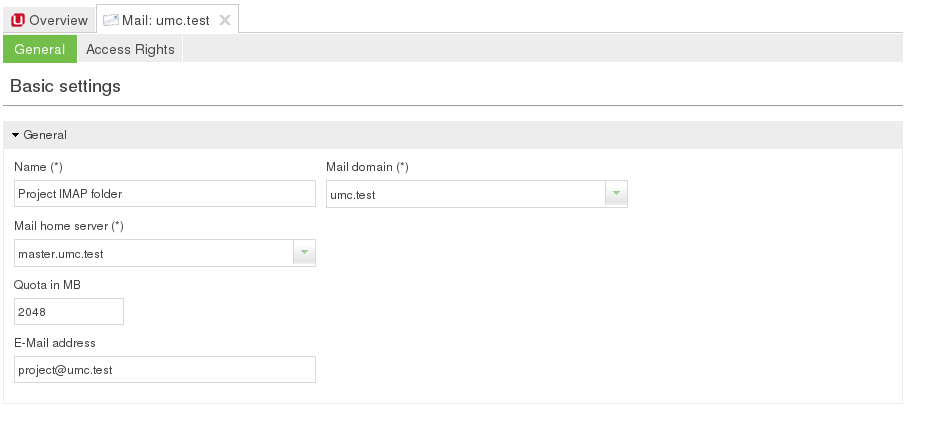 Overview Mail: umc.test
General Access Rights
Basic settings
General
Name (*) Mail domain (*)
Project IMAP folder umc.test
Mail home server (*)
master.umc.test
Quota in MB
2048
E-Mail address
project@umc.test